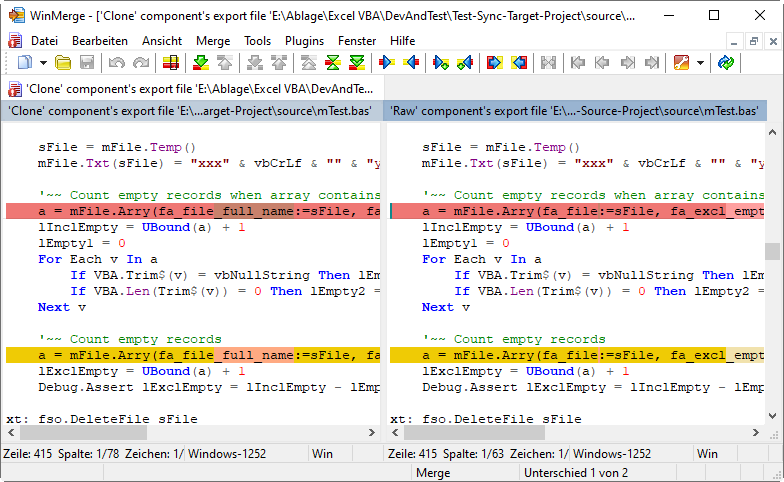 WinMerge - ['Clone' component's export file 'E:\Ablage\Excel VBA\DevAndTest\Test-Sync-Target-Project\source\...
Datei Bearbeiten Ansicht Merge Tools Plugins Fenster Hilfe
'Clone' component's export file 'E:\Ablage\Excel VBA\DevAndTe...
'Clone' component's export file 'E:\...arget-Project\source\mTest.bas'
sFile = mFile.Temp()
mFile.Txt(sFile) = "xxx" & vbCrLf & "" & "y
'~~ Count empty records when array contains
a = mFile.Arry(fa_file_full_name:=sFile, fa
lInclEmpty = UBound(a) + 1
lEmpty1 = 0
For Each v In a
If VBA.Trim$(v) = vbNullString Then lEm
If VBA.Len(Trim$(v)) = 0 Then lEmpty2 =
Next v
'~~ Count empty records
a = mFile.Arry(fa_file_full_name:=sFile, fa
lExclEmpty = UBound(a) + 1
Debug.Assert lExclEmpty = lInclEmpty - lEmp
xt: fso.DeleteFile sFile
Zeile: 415 Spalte: 1/78 Zeichen: 1/ Windows-1252 Win
'Raw' component's export file 'E:\...-Source-Project\source\mTest.bas'
sFile = mFile.Temp()
mFile.Txt(sFile) = "xxx" & vbCrLf & "" & "y
'~~ Count empty records when array contains
a = mFile.Arry(fa_file:=sFile, fa_excl_empt
lInclEmpty = UBound(a) + 1
lEmpty1 = 0
For Each v In a
If VBA.Trim$(v) = vbNullString Then lEm
If VBA.Len(Trim$(v)) = 0 Then lEmpty2 =
Next v
'~~ Count empty records
a = mFile.Arry(fa_file:=sFile, fa_excl_empt
lExclEmpty = UBound(a) + 1
Debug.Assert lExclEmpty = lInclEmpty - lEmp
xt: fso.DeleteFile sFile
Zeile: 415 Spalte: 1/63 Zeichen: 1/ Windows-1252 Win
Merge Unterschied 1 von 2